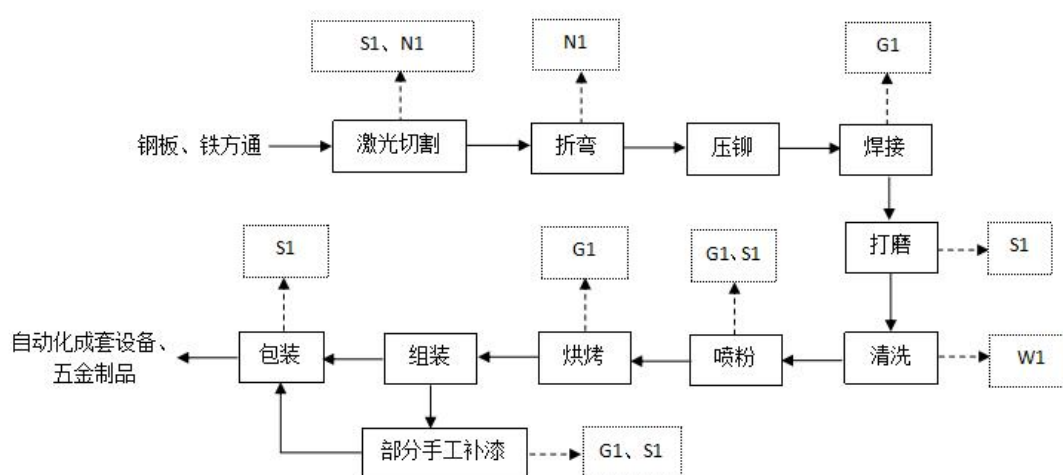 S1、N1
N1
G1
钢板、铁方通
激光切割
折弯
压铆
焊接
打磨
S1
S1
G1
G1、S1
自动化成套设备、
五金制品
包装
组装
烘烤
喷粉
清洗
W1
部分手工补漆
G1、S1